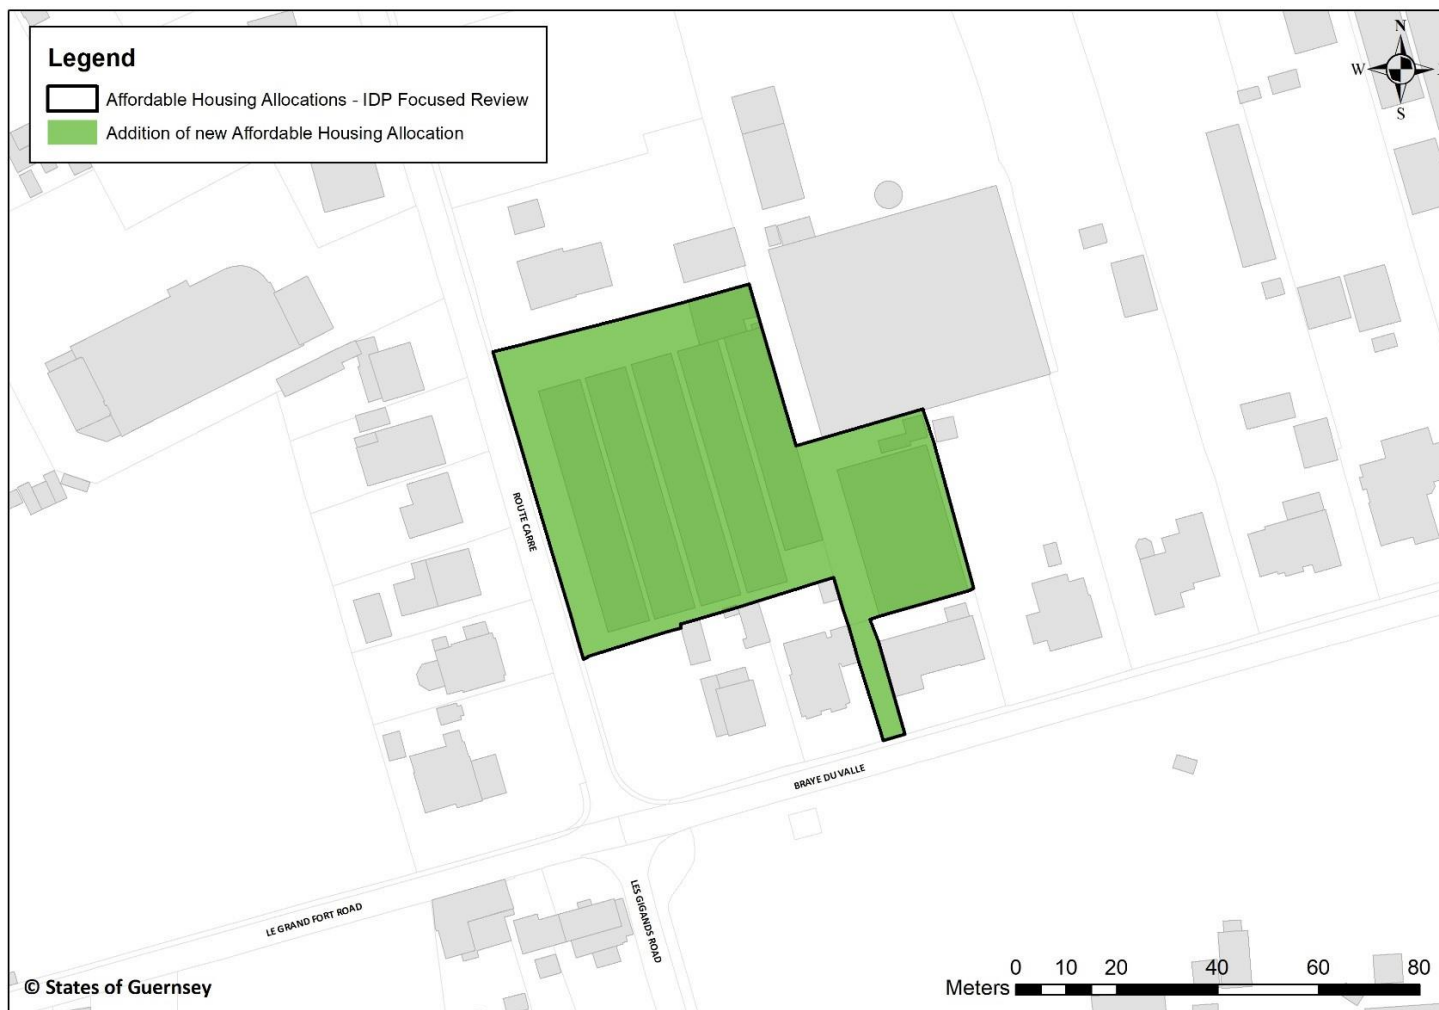 Legend
Affordable Housing Allocations - IDP Focused Review
Addition of new Affordable Housing Allocation
N
W
S
ROUTE CARRE
BRAYE DU VALLE
LE GRAND FORT ROAD
LES GIGANDS ROAD
© States of Guernsey
Meters 0 10 20 40 60 80